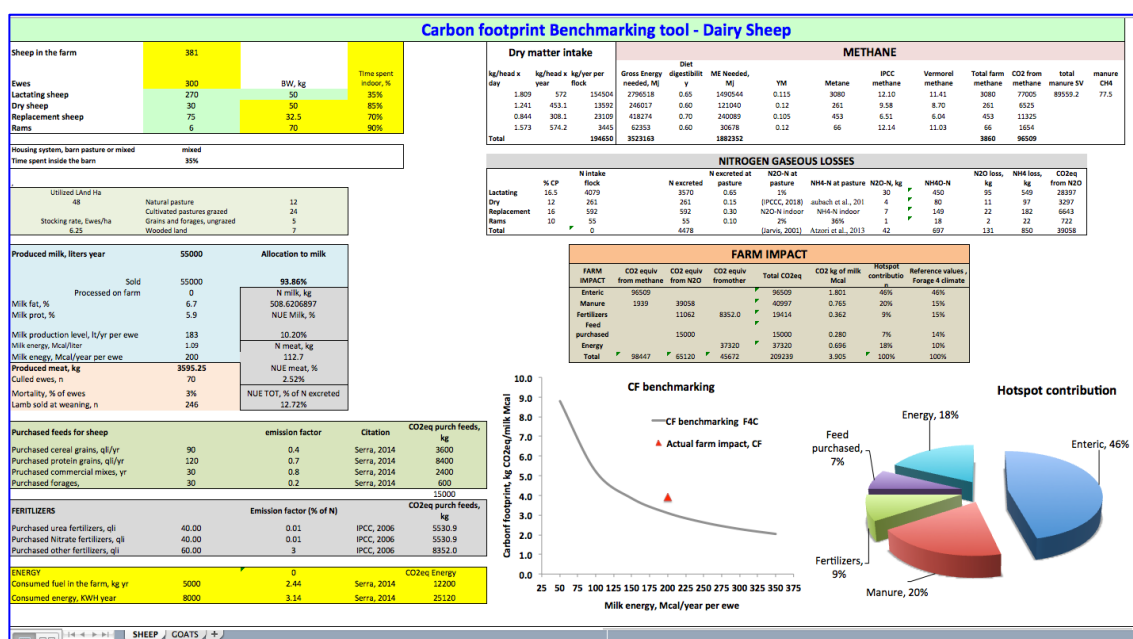 Carbon footprint Benchmarking tool - Dairy Sheep
Sheep in the farm 381
Time spent indoor, %
Ewes 300 BW, kg
Lactating sheep 270 50 35%
Dry sheep 30 50 85%
Replacement sheep 75 32.5 70%
Rams 6 70 90%
Housing system, barn pasture or mixed mixed
Time spent inside the barn 35%
Utilized LAnd Ha
48 Natural pasture 12
Cultivated pastures grazed 24
Stocking rate, Ewes/ha Grains and forages, ungrazed 5
6.25 Wooded land 7
Produced milk, liters year 55000 Allocation to milk
Sold 55000 93.86%
Processed on farm 0 N milk, kg
Milk fat, % 6.7 508.6206897
Milk prot, % 5.9 NUE Milk, %
Milk production level, lt/yr per ewe 183 10.20%
Milk energy, Mcal/liter 1.09 N meat, kg
Milk enegy, Mcal/year per ewe 200 112.7
Produced meat, kg 3595.25 NUE meat, %
Culled ewes, n 70 2.52%
Mortality, % of ewes 3% NUE TOT, % of N excreted
Lamb sold at weaning, n 246 12.72%
Purchased feeds for sheep emission factor Citation CO2eq purch feeds, kg
Purchased cereal grains, qli/yr 90 0.4 Serra, 2014 3600
Purchased protein grains, qli/yr 120 0.7 Serra, 2014 8400
Pruchased commercial mixes, yr 30 0.8 Serra, 2014 2400
Purchased forages, 30 0.2 Serra, 2014 600
15000
FERITLIZERS Emission factor (% of N) CO2eq purch feeds, kg
Purchased urea fertilizers, qli 40.00 0.01 IPCC, 2006 5530.9
Purchased Nitrate fertilizers, qli 40.00 0.01 IPCC, 2006 5530.9
Purchased other fertilizers, qli 60.00 3 IPCC, 2006 8352.0
ENERGY 0 CO2eq Energy
Consumed fuel in the farm, kg yr 5000 2.44 Serra, 2014 12200
Consumed energy, KWH year 8000 3.14 Serra, 2014 25120
Dry matter intake METHANE
kg/head x day kg/head x year kg/yer per flock Gross Energy needed, Mj Diet digestibilit y ME Needed, Mj YM Metane IPCC methane Vermorel methane Total farm methane CO2 from methane total manure SV manure CH4
1.809 572 154504 2796518 0.65 1490544 0.115 3080 12.10 11.41 3080 77005 89559.2 77.5
1.241 453.1 13592 246017 0.60 121040 0.12 261 9.58 8.70 261 6525
0.844 308.1 23109 418274 0.70 240089 0.105 453 6.51 6.04 453 11325
1.573 574.2 3445 62353 0.60 30678 0.12 66 12.14 11.03 66 1654
Total 194650 3523163 1882352 3860 96509
NITROGEN GASEOUS LOSSES
% CP N intake flock N excreted N excreted at pasture N2O-N at pasture NH4-N at pasture N2O-N, kg NH4O-N N2O loss, kg NH4 loss, kg CO2eq from N2O
Lactating 16.5 4079 3570 0.65 1% 30 450 95 549 28397
Dry 12 261 261 0.15 (IPCCC, 2018) aubach et al., 201 4 80 11 97 3297
Replacement 16 592 592 0.30 N2O-N indoor NH4-N indoor 7 149 22 182 6643
Rams 10 55 55 0.10 2% 36% 1 18 2 22 722
Total 0 4478 (Jarvis, 2001) Atzori et al., 2013 42 697 131 850 39058
FARM IMPACT
FARM IMPACT CO2 equiv from methane CO2 equiv from N2O CO2 equiv fromother Total CO2eq CO2 kg of milk Mcal Hotspot contributio n Reference values, Forage 4 climate
Enteric 96509 96509 1.801 46% 46%
Manure 1939 39058 40997 0.765 20% 15%
Fertilizers 11062 8352.0 19414 0.362 9% 15%
Feed purchased 15000 15000 0.280 7% 14%
Energy 37320 37320 0.696 18% 10%
Total 98447 65120 45672 209239 3.905 100% 100%
CF benchmarking
CF benchmarking F4C
Actual farm impact, CF
Carbonf footprint, kg CO2eq/milk Mcal
10.0
9.0
8.0
7.0
6.0
5.0
4.0
3.0
2.0
1.0
0.0
25 50 75 100 125 150 175 200 225 250 275 300 325 350 375
Milk energy, Mcal/year per ewe
Hotspot contribution
Energy, 18%
Feed purchased, 7%
Enteric, 46%
Fertilizers, 9%
Manure, 20%
SHEEP GOATS +